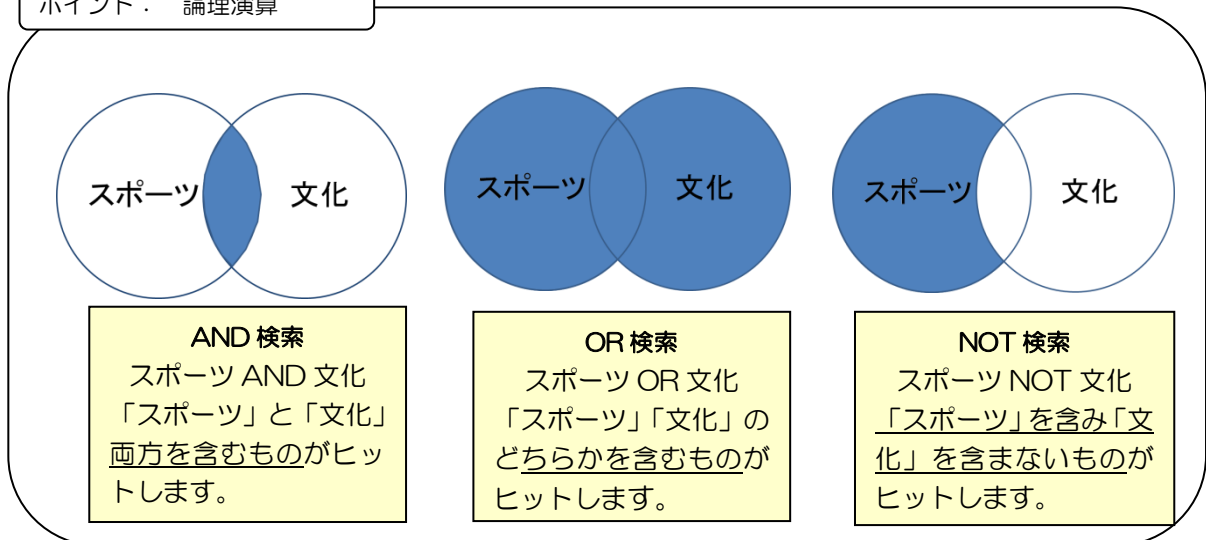 ポイント： 論理演算
スポーツ
文化
スポーツ
文化
スポーツ
文化
AND 検索
スポーツ AND 文化
「スポーツ」と「文化」
両方を含むものがヒッ
トします。
OR 検索
スポーツ OR 文化
「スポーツ」「文化」の
どちらかを含むものが
ヒットします。
NOT 検索
スポーツ NOT 文化
「スポーツ」を含み「文
化」を含まないものが
ヒットします。